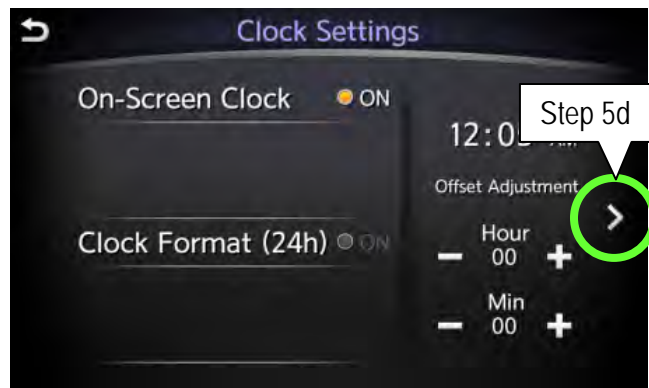 Clock Settings
On-Screen Clock ON
Step 5d
12:0
Offset Adjustment
Clock Format (24h) ON
Hour
− 00 +
Min
− 00 +